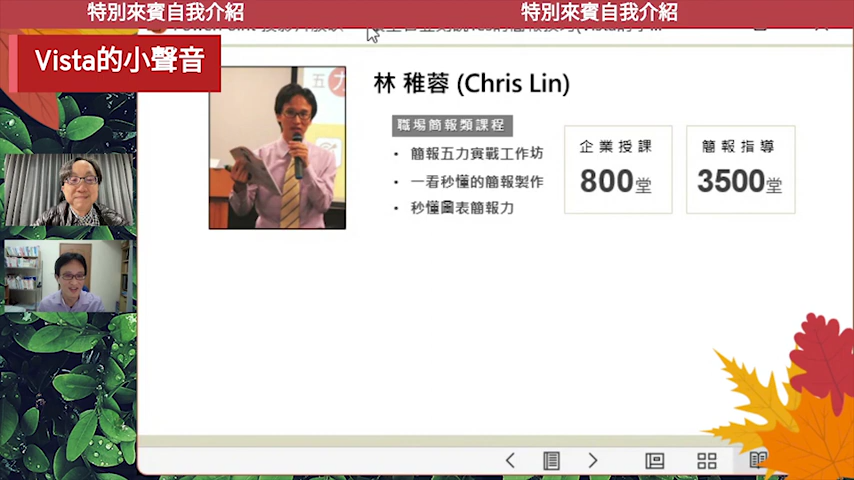 特別來賓自我介紹
特別來賓自我介紹
Vista的小聲音
五力
林 稚蓉 (Chris Lin)
職場簡報類課程
• 簡報五力實戰工作坊
• 一看秒懂的簡報製作
• 秒懂圖表簡報力
企業授課
800堂
簡報指導
3500堂